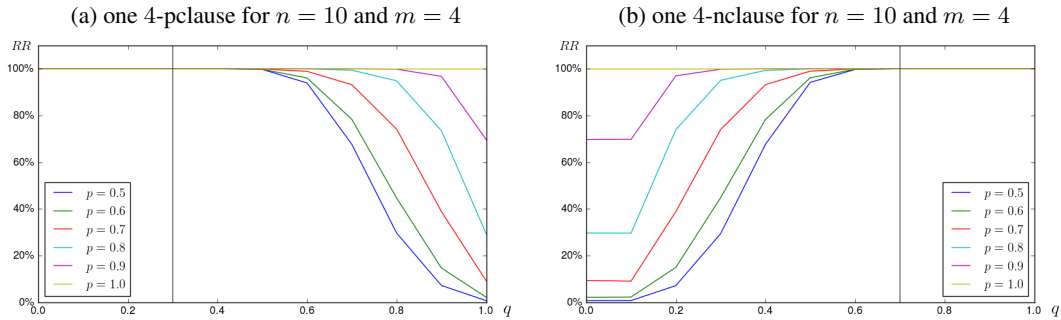 (a) one 4-pclause for n = 10 and m = 4
RR
100%
80%
60%
40%
20%
0%
0.0 0.2 0.4 0.6 0.8 1.0 q
p = 0.5
p = 0.6
p = 0.7
p = 0.8
p = 0.9
p = 1.0
(b) one 4-nclause for n = 10 and m = 4
RR
100%
80%
60%
40%
20%
0%
0.0 0.2 0.4 0.6 0.8 1.0 q
p = 0.5
p = 0.6
p = 0.7
p = 0.8
p = 0.9
p = 1.0